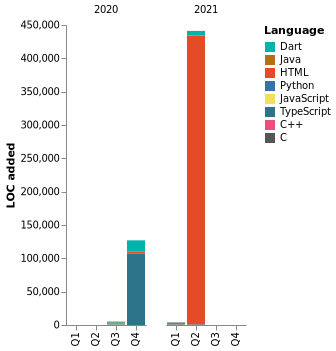 2020
2021
Language
Dart
Java
HTML
Python
JavaScript
TypeScript
C++
C
LOC added
450,000
400,000
350,000
300,000
250,000
200,000
150,000
100,000
50,000
0
Q1
Q2
Q3
Q4
Q1
Q2
Q3
Q4